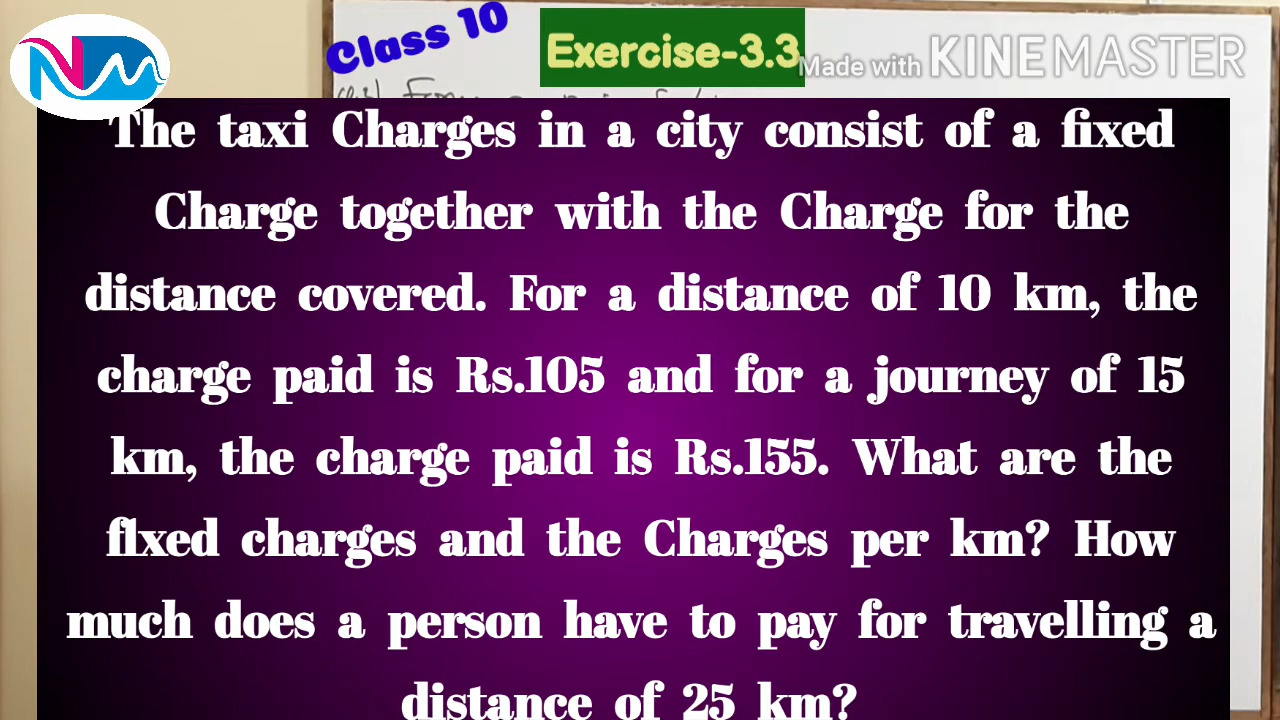 Class 10
Exercise-3.3
Made with KINEMASTER
NM
The taxi Charges in a city consist of a fixed
Charge together with the Charge for the
distance covered. For a distance of 10 km, the
charge paid is Rs.105 and for a journey of 15
km, the charge paid is Rs.155. What are the
fIxed charges and the Charges per km? How
much does a person have to pay for travelling a
distance of 25 km?